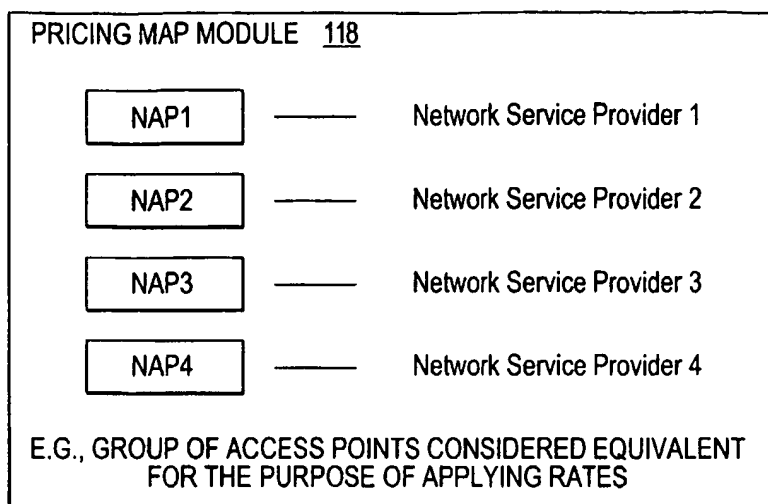 PRICING MAP MODULE 118
NAP1 Network Service Provider 1
NAP2 Network Service Provider 2
NAP3 Network Service Provider 3
NAP4 Network Service Provider 4
E.G., GROUP OF ACCESS POINTS CONSIDERED EQUIVALENT
FOR THE PURPOSE OF APPLYING RATES